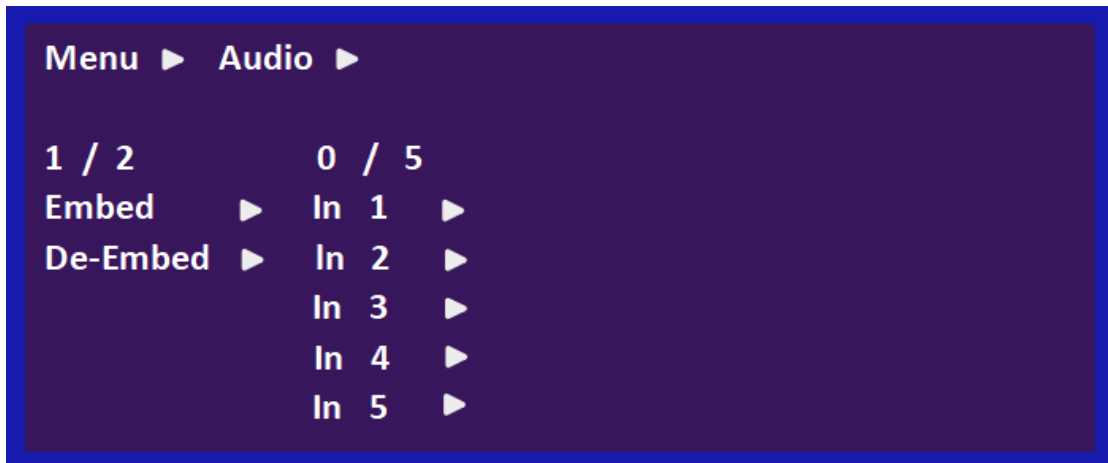 Menu ▶ Audio ▶
1 / 2 0 / 5
Embed ▶ In 1 ▶
De-Embed ▶ In 2 ▶
In 3 ▶
In 4 ▶
In 5 ▶